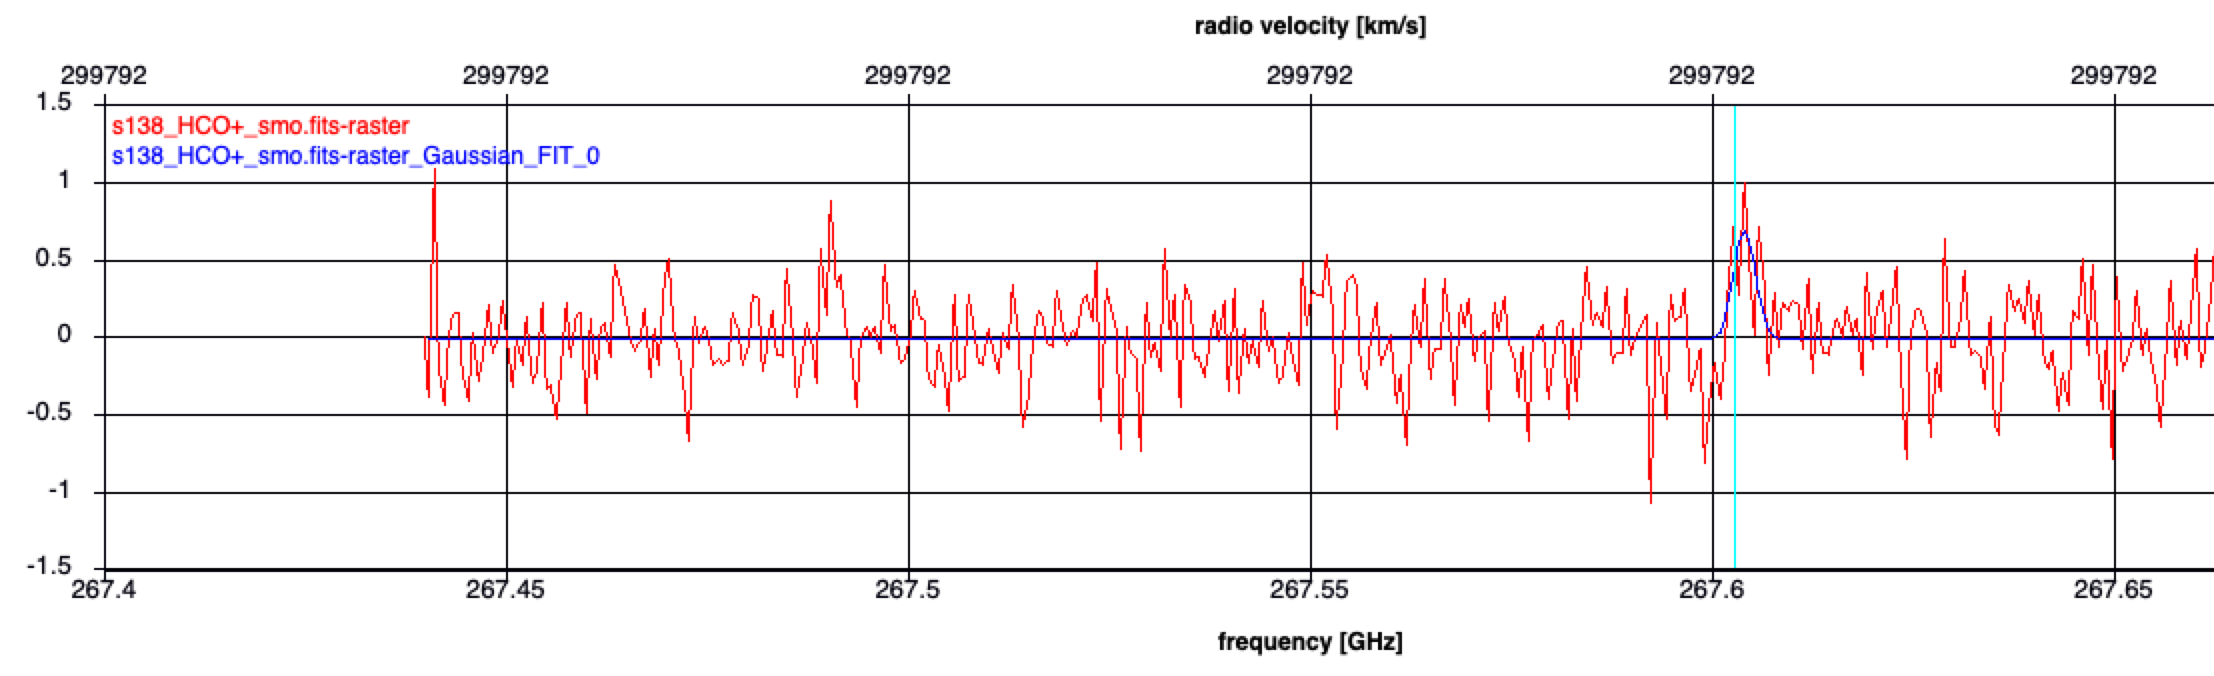 radio velocity [km/s]
299792 299792 299792 299792 299792 299792
1.5
s138_HCO+_smo.fits-raster
s138_HCO+_smo.fits-raster_Gaussian_FIT_0
1
0.5
0
-0.5
-1
-1.5
267.4 267.45 267.5 267.55 267.6 267.65
frequency [GHz]